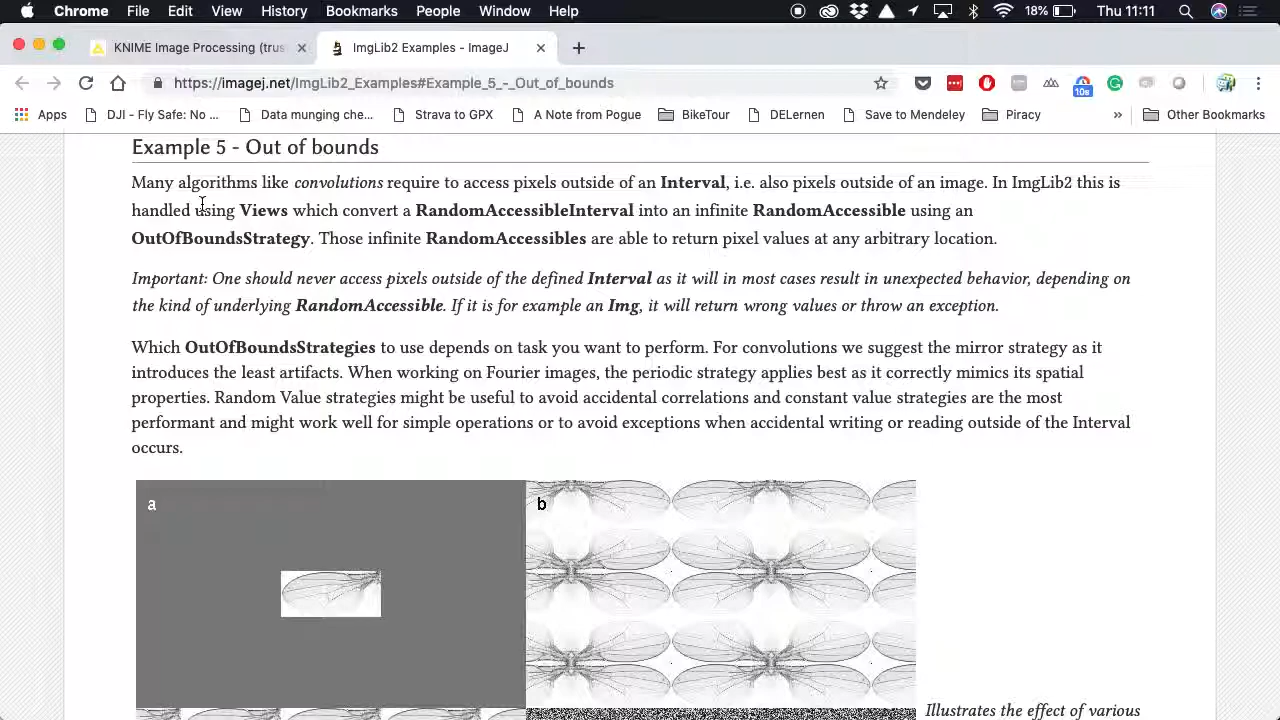 Chrome File Edit View History Bookmarks People Window Help 18% Thu 11:11
KNIME Image Processing (trus ImgLib2 Examples - ImageJ
https://imagej.net/ImgLib2_Examples#Example_5_-_Out_of_bounds 10s
Apps DJI - Fly Safe: No ... Data munging che... Strava to GPX A Note from Pogue BikeTour DELernen Save to Mendeley Piracy » Other Bookmarks
Example 5 - Out of bounds
Many algorithms like convolutions require to access pixels outside of an Interval, i.e. also pixels outside of an image. In ImgLib2 this is
handled using Views which convert a RandomAccessibleInterval into an infinite RandomAccessible using an
OutOfBoundsStrategy. Those infinite RandomAccessibles are able to return pixel values at any arbitrary location.
Important: One should never access pixels outside of the defined Interval as it will in most cases result in unexpected behavior, depending on
the kind of underlying RandomAccessible. If it is for example an Img, it will return wrong values or throw an exception.
Which OutOfBoundsStrategies to use depends on task you want to perform. For convolutions we suggest the mirror strategy as it
introduces the least artifacts. When working on Fourier images, the periodic strategy applies best as it correctly mimics its spatial
properties. Random Value strategies might be useful to avoid accidental correlations and constant value strategies are the most
performant and might work well for simple operations or to avoid exceptions when accidental writing or reading outside of the Interval
occurs.
a b
Illustrates the effect of various